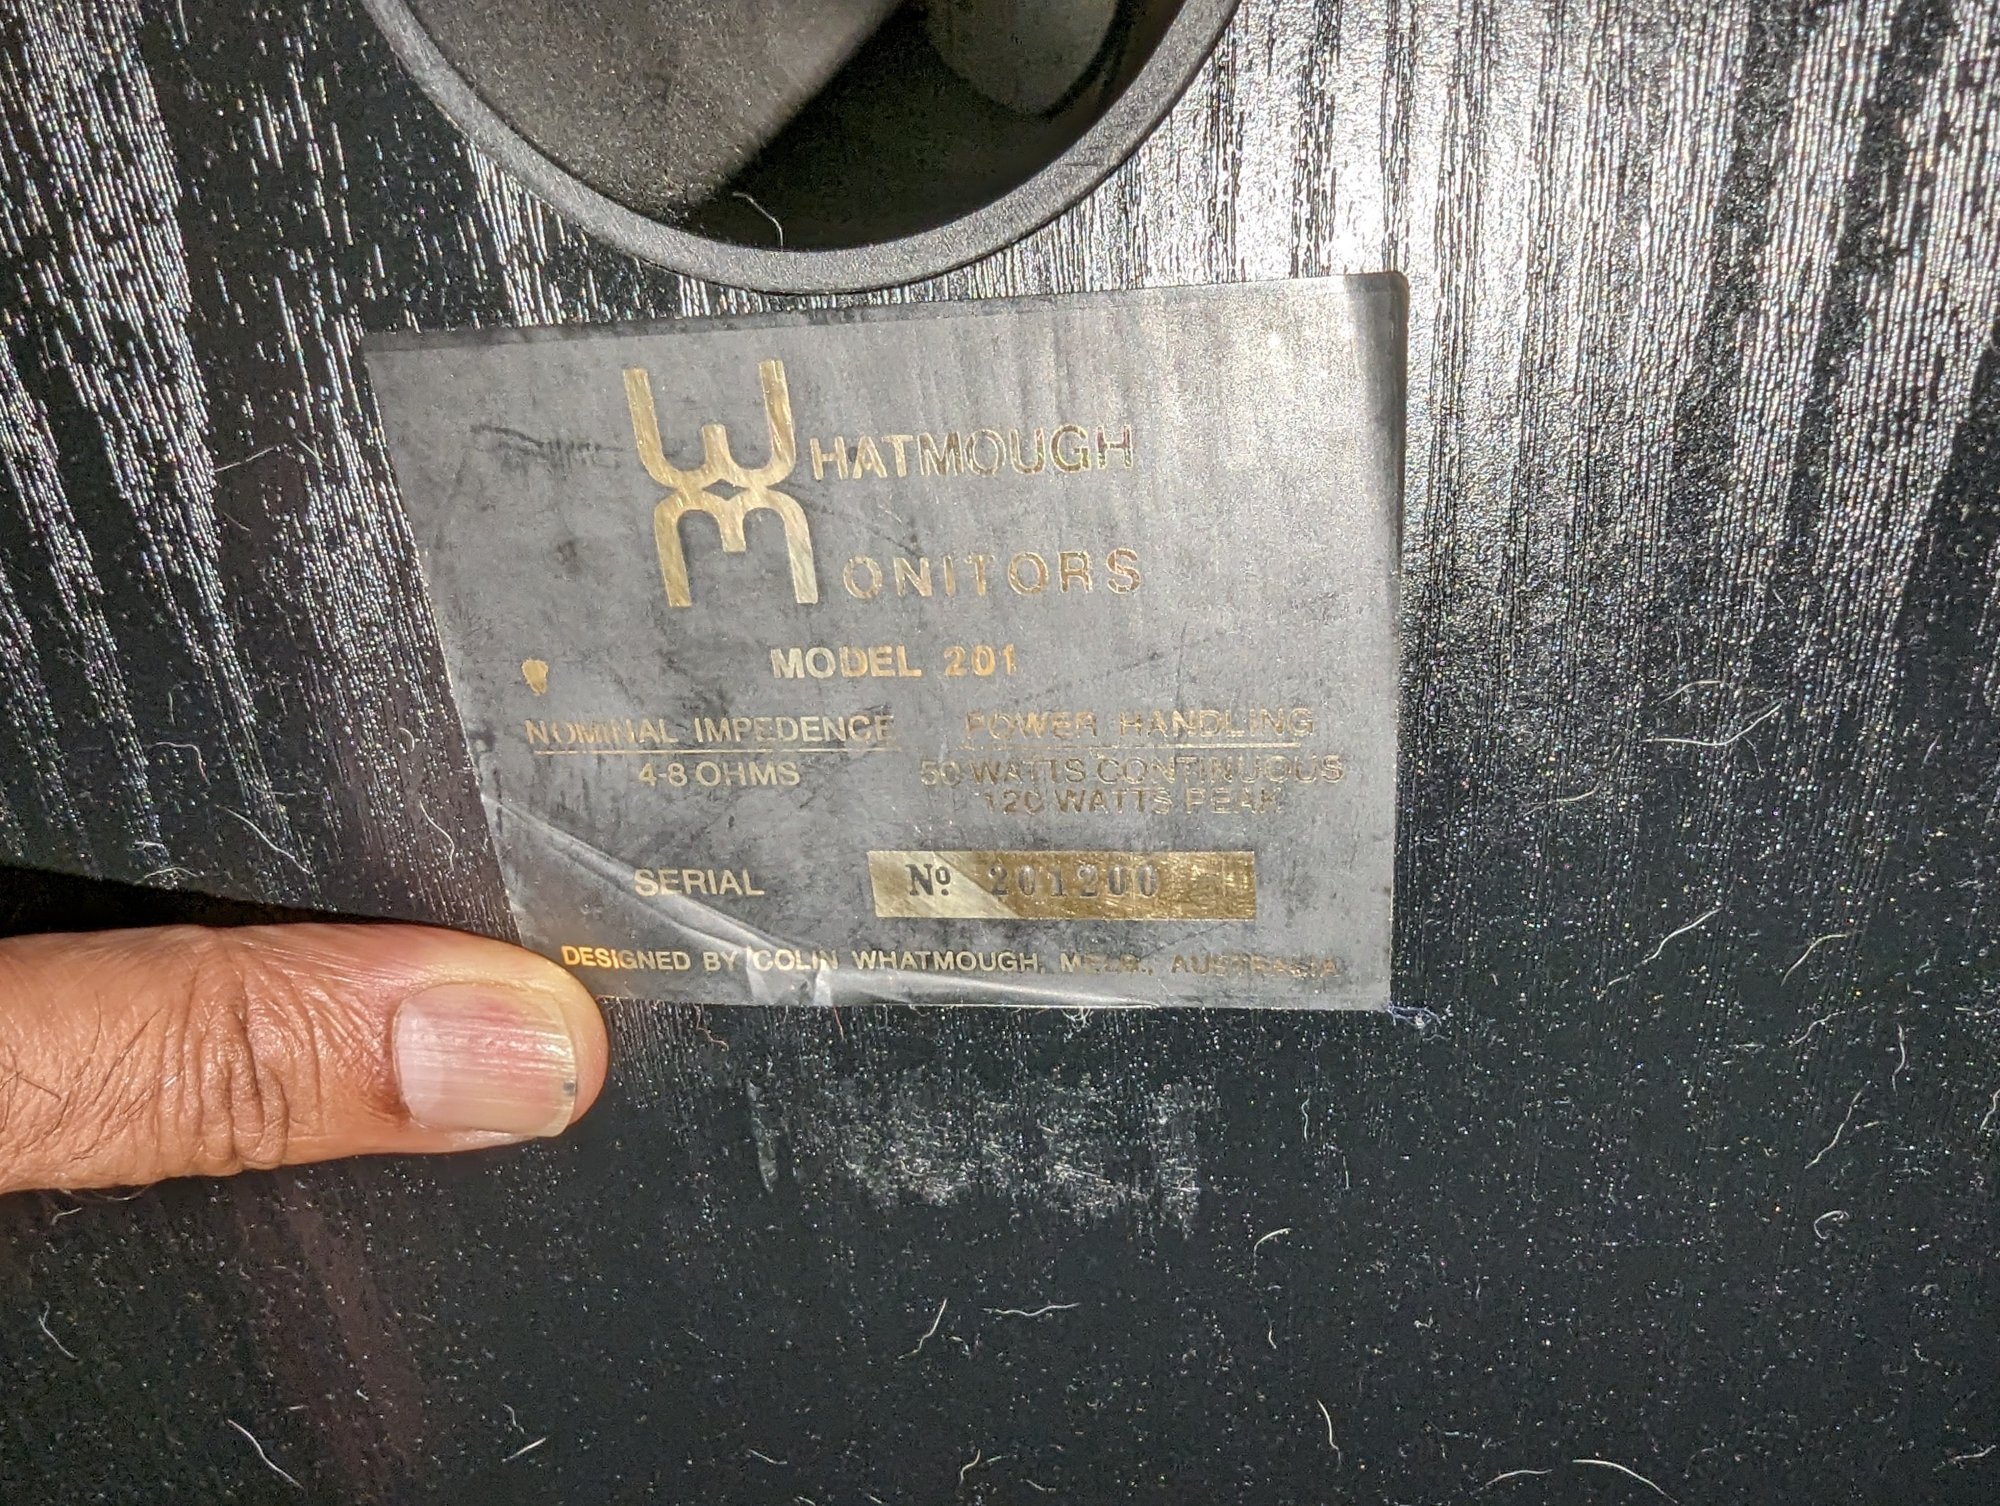 WHATMOUGH
MONITORS
MODEL 201
NOMINAL IMPEDENCE
4-8 OHMS
POWER HANDLING
50 WATTS CONTINUOUS
120 WATTS PEAK
SERIAL Nº 201200
DESIGNED BY COLIN WHATMOUGH, MELB., AUSTRALIA